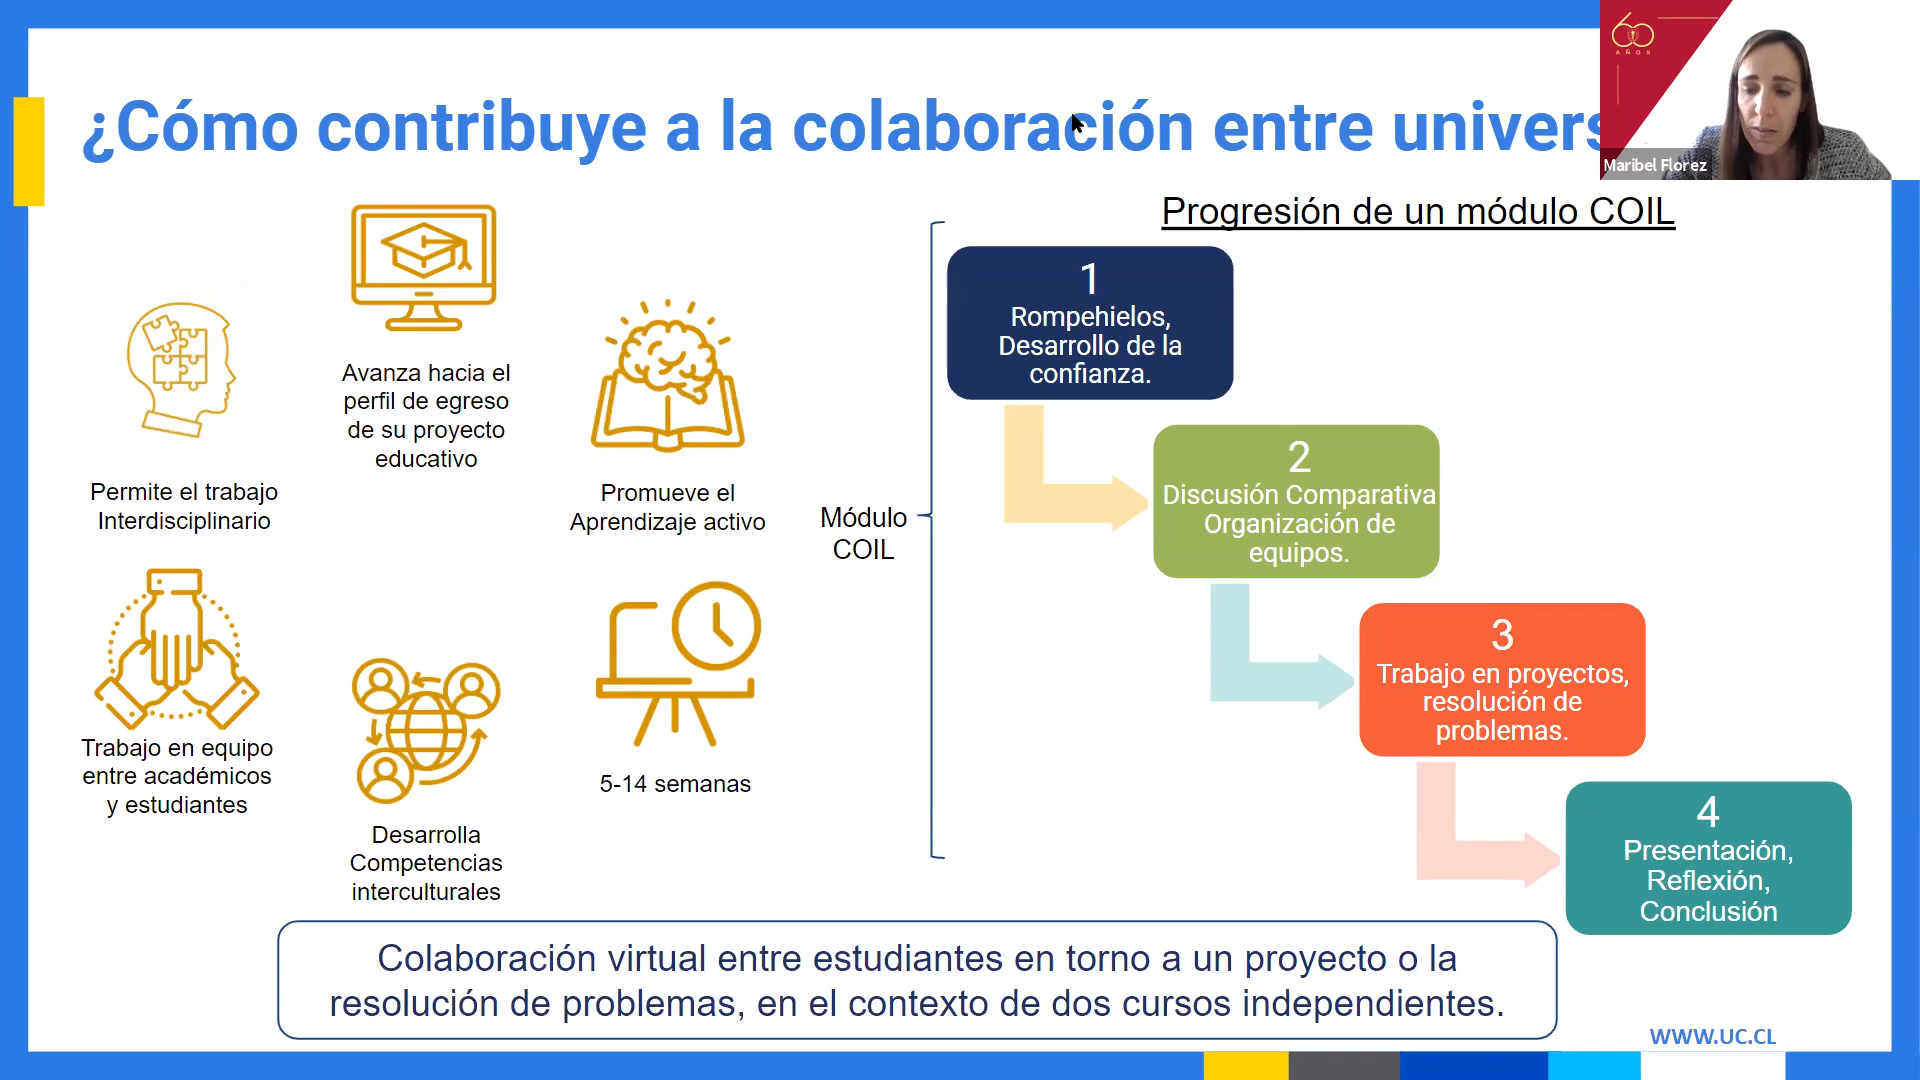 ¿Cómo contribuye a la colaboración entre univers
60
AÑOS
Maribel Florez
Progresión de un módulo COIL
Permite el trabajo
Interdisciplinario
Avanza hacia el
perfil de egreso
de su proyecto
educativo
Promueve el
Aprendizaje activo
Trabajo en equipo
entre académicos
y estudiantes
Desarrolla
Competencias
interculturales
5-14 semanas
Módulo
COIL
1
Rompehielos,
Desarrollo de la
confianza.
2
Discusión Comparativa
Organización de
equipos.
3
Trabajo en proyectos,
resolución de
problemas.
4
Presentación,
Reflexión,
Conclusión
Colaboración virtual entre estudiantes en torno a un proyecto o la
resolución de problemas, en el contexto de dos cursos independientes.
WWW.UC.CL